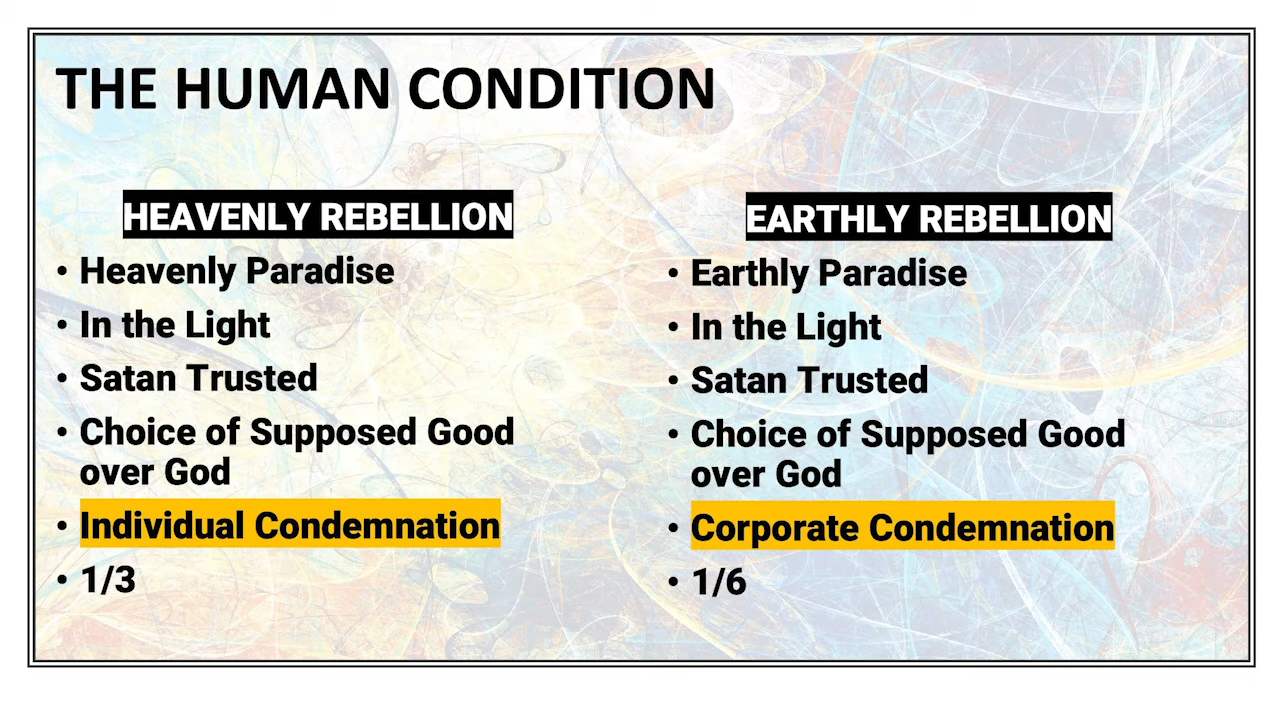 THE HUMAN CONDITION
HEAVENLY REBELLION
• Heavenly Paradise
• In the Light
• Satan Trusted
• Choice of Supposed Good
over God
• Individual Condemnation
• 1/3
EARTHLY REBELLION
• Earthly Paradise
• In the Light
• Satan Trusted
• Choice of Supposed Good
over God
• Corporate Condemnation
• 1/6